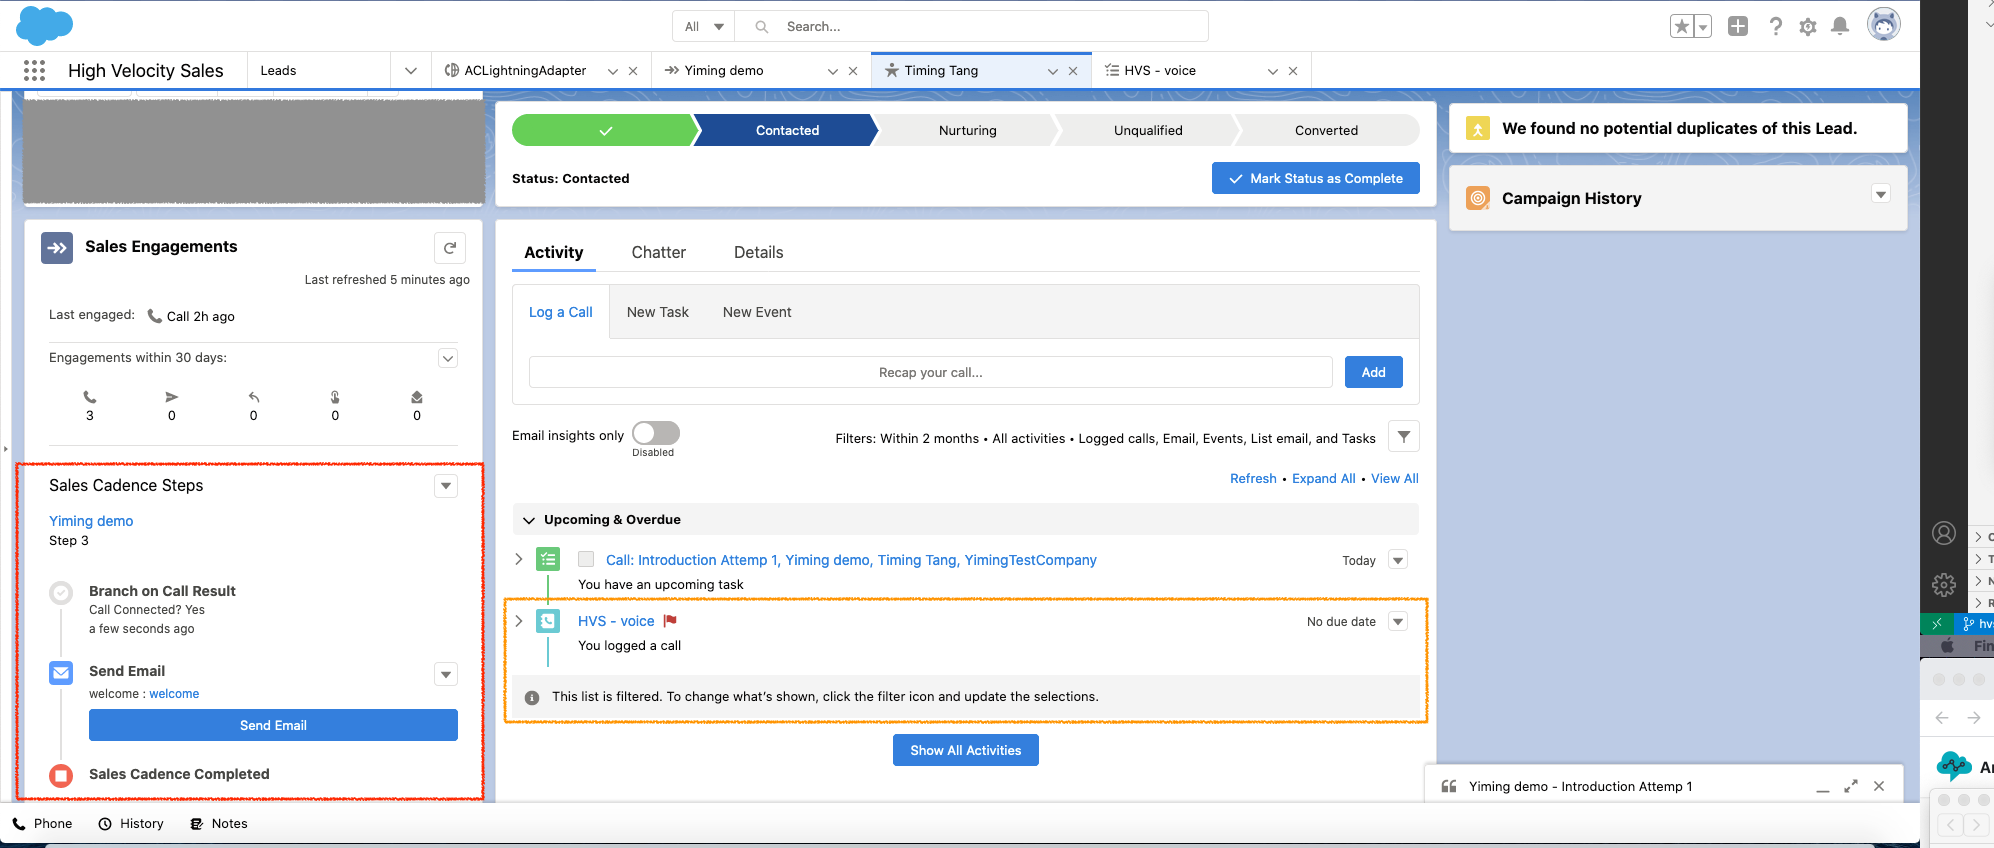 All
Search...
High Velocity Sales
Leads
ACLightningAdapter
Yiming demo
Timing Tang
HVS - voice
Contacted
Nurturing
Unqualified
Converted
Status: Contacted
Mark Status as Complete
We found no potential duplicates of this Lead.
Campaign History
Sales Engagements
Last refreshed 5 minutes ago
Last engaged: Call 2h ago
Engagements within 30 days:
3 0 0 0 0
Sales Cadence Steps
Yiming demo
Step 3
Branch on Call Result
Call Connected? Yes
a few seconds ago
Send Email
welcome : welcome
Send Email
Sales Cadence Completed
Activity
Chatter
Details
Log a Call
New Task
New Event
Recap your call...
Add
Email insights only
Disabled
Filters: Within 2 months • All activities • Logged calls, Email, Events, List email, and Tasks
Refresh • Expand All • View All
Upcoming & Overdue
Call: Introduction Attemp 1, Yiming demo, Timing Tang, YimingTestCompany
Today
You have an upcoming task
HVS - voice
No due date
You logged a call
This list is filtered. To change what's shown, click the filter icon and update the selections.
Show All Activities
Yiming demo - Introduction Attemp 1
Phone
History
Notes